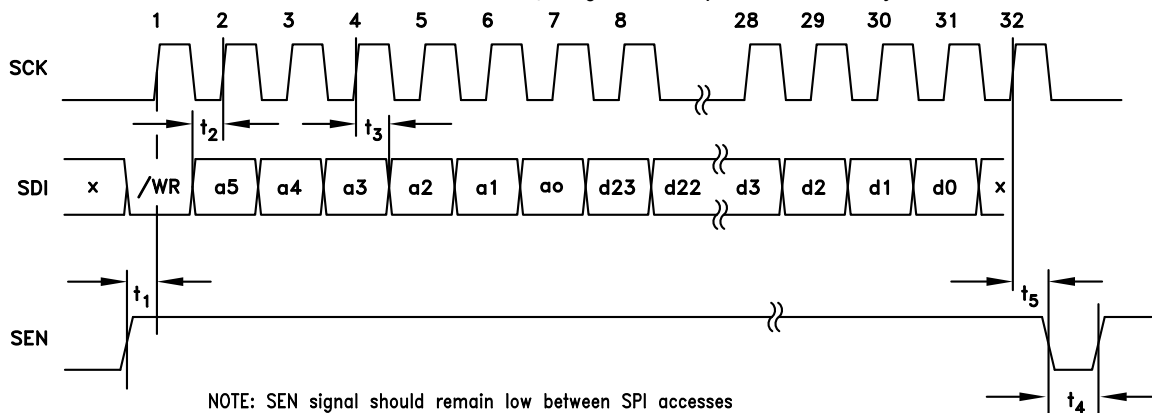 1 2 3 4 5 6 7 8 28 29 30 31 32
SCK
t2 t3
SDI x /WR a5 a4 a3 a2 a1 ao d23 d22 d3 d2 d1 d0 x
t1 t5
SEN
NOTE: SEN signal should remain low between SPI accesses
t4